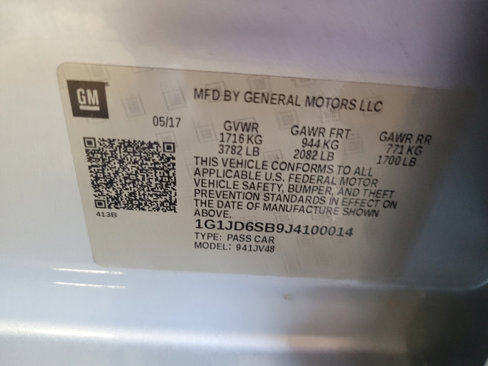 GM
MFD BY GENERAL MOTORS LLC
05/17
GVWR GAWR FRT GAWR RR
1716 KG 944 KG 771 KG
3782 LB 2082 LB 1700 LB
THIS VEHICLE CONFORMS TO ALL
APPLICABLE U.S. FEDERAL MOTOR
VEHICLE SAFETY, BUMPER, AND THEFT
PREVENTION STANDARDS IN EFFECT ON
THE DATE OF MANUFACTURE SHOWN
ABOVE.
413B
1G1JD6SB9J4100014
TYPE: PASS CAR
MODEL: 941JV48